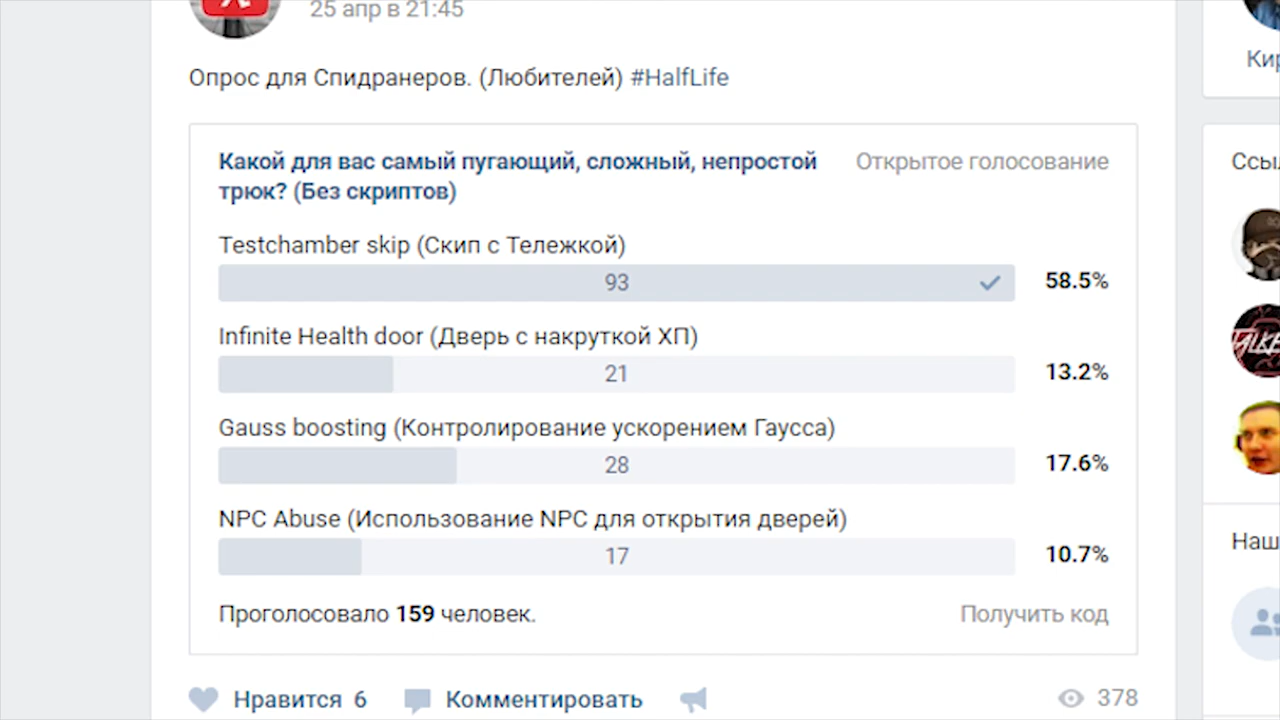 25 апр в 21:45
Опрос для Спидранеров. (Любителей) #HalfLife
Какой для вас самый пугающий, сложный, непростой
трюк? (Без скриптов)
Открытое голосование
Testchamber skip (Скип с Тележкой)
93
58.5%
Infinite Health door (Дверь с накруткой ХП)
21
13.2%
Gauss boosting (Контролирование ускорением Гаусса)
28
17.6%
NPC Abuse (Использование NPC для открытия дверей)
17
10.7%
Проголосовало 159 человек.
Получить код
Нравится 6
Комментировать
378